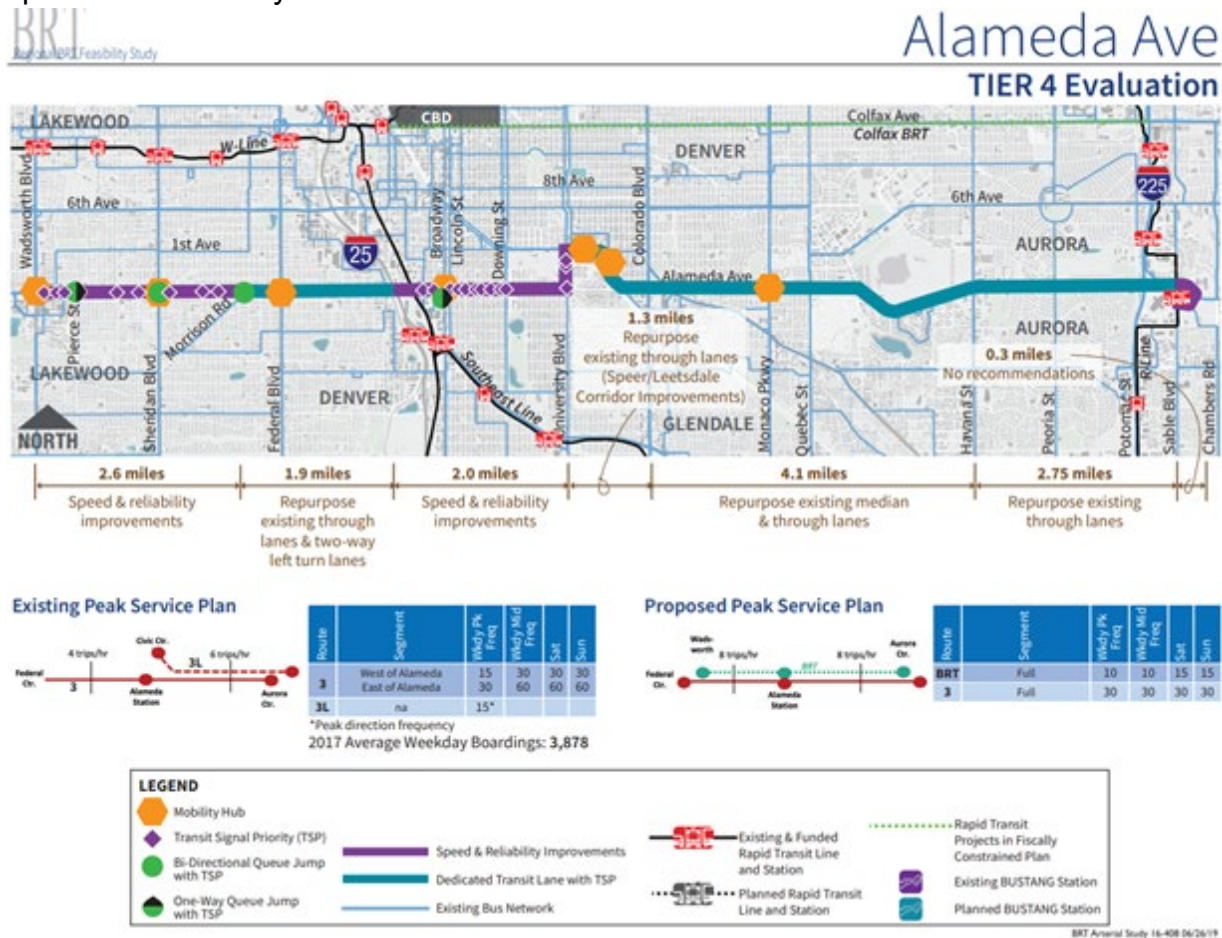 BRT
Regional BRT Feasibility Study
Alameda Ave
TIER 4 Evaluation
LAKEWOOD
CBD
Colfax Ave
Colfax BRT
W-Line
DENVER
Wadsworth Blvd
6th Ave
8th Ave
6th Ave
225
1st Ave
25
Broadway
Lincoln St.
Downing St.
Colorado Blvd
AURORA
Alameda Ave
Pierce St
Sheridan Blvd
Morrison Rd
LAKEWOOD
Federal Blvd
DENVER
Southeast Line
University Blvd
1.3 miles
Repurpose
existing through lanes
(Speer/Leetsdale
Corridor Improvements)
GLENDALE
Monaco Pkwy
Quebec St
AURORA
0.3 miles
No recommendations
Havana St
Peoria St
Potomac St
R-Line
Sable Blvd
Chambers Rd
NORTH
2.6 miles
Speed & reliability
improvements
1.9 miles
Repurpose
existing through
lanes & two-way
left turn lanes
2.0 miles
Speed & reliability
improvements
4.1 miles
Repurpose existing median
& through lanes
2.75 miles
Repurpose existing
through lanes
Existing Peak Service Plan
Civic Ctr.
4 trips/hr
3L
6 trips/hr
Federal Ctr.
3
Alameda Station
Aurora Ctr.
Route Segment Wkdy Pk Freq Wkdy Mid Freq Sat Sun
3 West of Alameda 15 30 30 30
East of Alameda 30 60 60 60
3L na 15*
*Peak direction frequency
2017 Average Weekday Boardings: 3,878
Proposed Peak Service Plan
Wadsworth
8 trips/hr
BRT
8 trips/hr
Aurora Ctr.
Federal Ctr.
Alameda Station
Route Segment Wkdy Pk Freq Wkdy Mid Freq Sat Sun
BRT Full 10 10 15 15
3 Full 30 30 30 30
LEGEND
Mobility Hub
Transit Signal Priority (TSP)
Bi-Directional Queue Jump
with TSP
One-Way Queue Jump
with TSP
Speed & Reliability Improvements
Dedicated Transit Lane with TSP
Existing Bus Network
Existing & Funded
Rapid Transit Line
and Station
Planned Rapid Transit
Line and Station
Rapid Transit
Projects in Fiscally
Constrained Plan
Existing BUSTANG Station
Planned BUSTANG Station
BRT Arterial Study 16-408 06/26/19